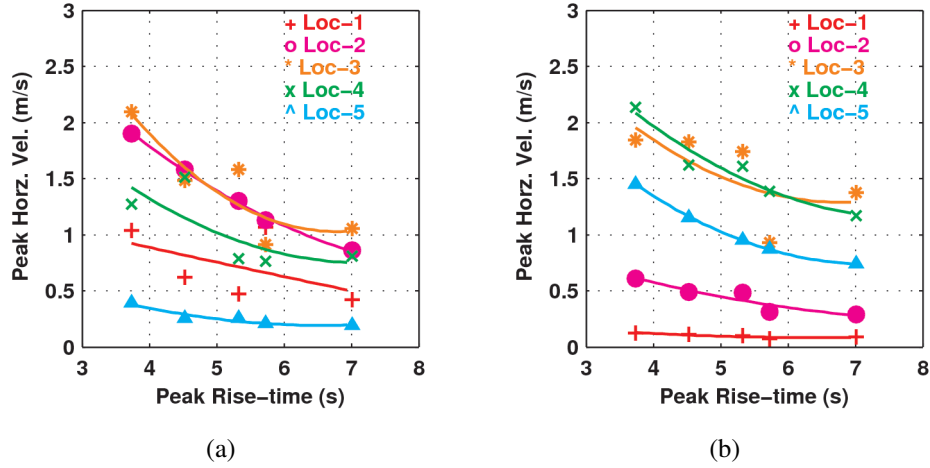 3
2.5
2
1.5
1
0.5
0
3 4 5 6 7 8
Peak Horz. Vel. (m/s)
Peak Rise−time (s)
+ Loc−1
o Loc−2
* Loc−3
x Loc−4
^ Loc−5
(a)
3
2.5
2
1.5
1
0.5
0
3 4 5 6 7 8
Peak Horz. Vel. (m/s)
Peak Rise−time (s)
+ Loc−1
o Loc−2
* Loc−3
x Loc−4
^ Loc−5
(b)